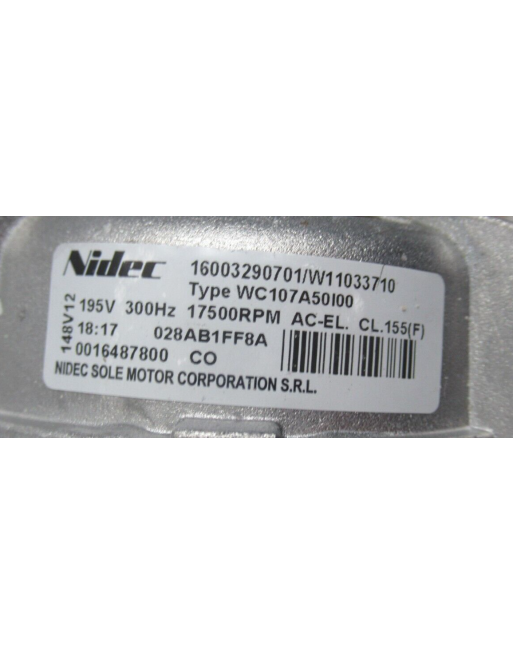 Nidec 16003290701/W11033710
Type WC107A50I00
195V 300Hz 17500RPM AC-EL. CL.155(F)
18:17 028AB1FF8A
0016487800 CO
NIDEC SOLE MOTOR CORPORATION S.R.L.
148V12